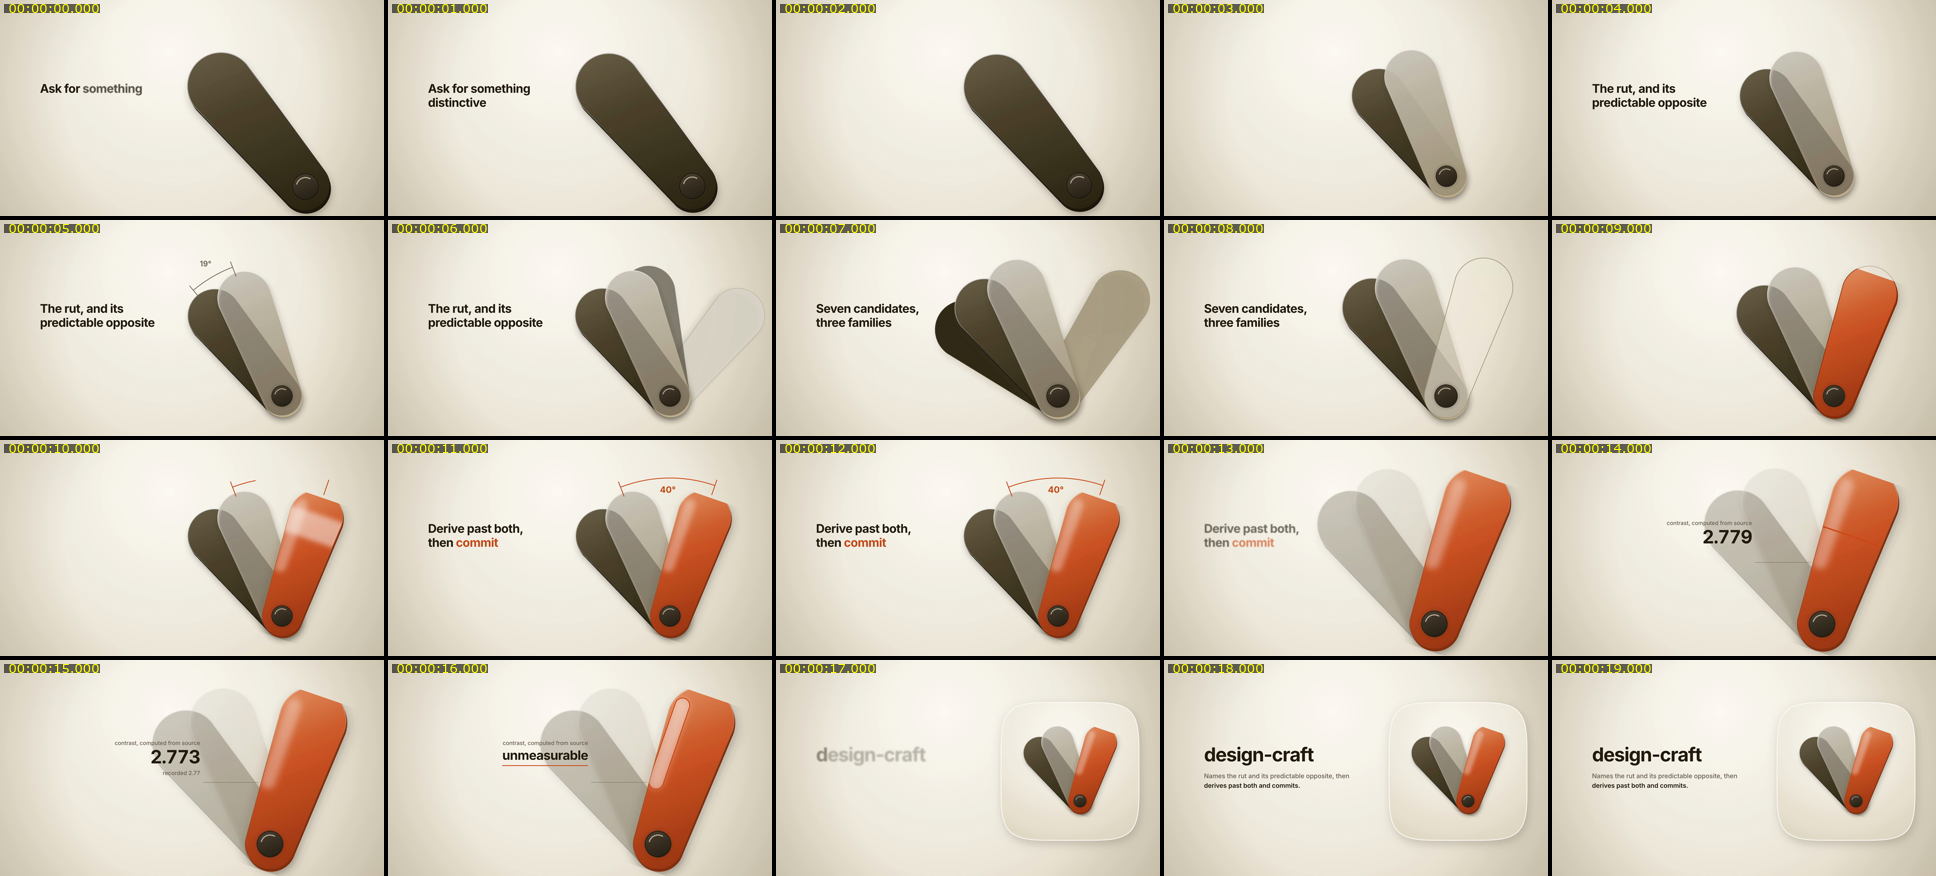 00:00:00.000
Ask for something
00:00:01.000
Ask for something
distinctive
00:00:02.000
00:00:03.000
00:00:04.000
The rut, and its
predictable opposite
00:00:05.000
19°
The rut, and its
predictable opposite
00:00:06.000
The rut, and its
predictable opposite
00:00:07.000
Seven candidates,
three families
00:00:08.000
Seven candidates,
three families
00:00:09.000
00:00:10.000
00:00:11.000
40°
Derive past both,
then commit
00:00:12.000
40°
Derive past both,
then commit
00:00:13.000
Derive past both,
then commit
00:00:14.000
contrast, computed from source
2.779
00:00:15.000
contrast, computed from source
2.773
recorded 2.77
00:00:16.000
contrast, computed from source
unmeasurable
00:00:17.000
design-craft
00:00:18.000
design-craft
Names the rut and its predictable opposite, then
derives past both and commits.
00:00:19.000
design-craft
Names the rut and its predictable opposite, then
derives past both and commits.